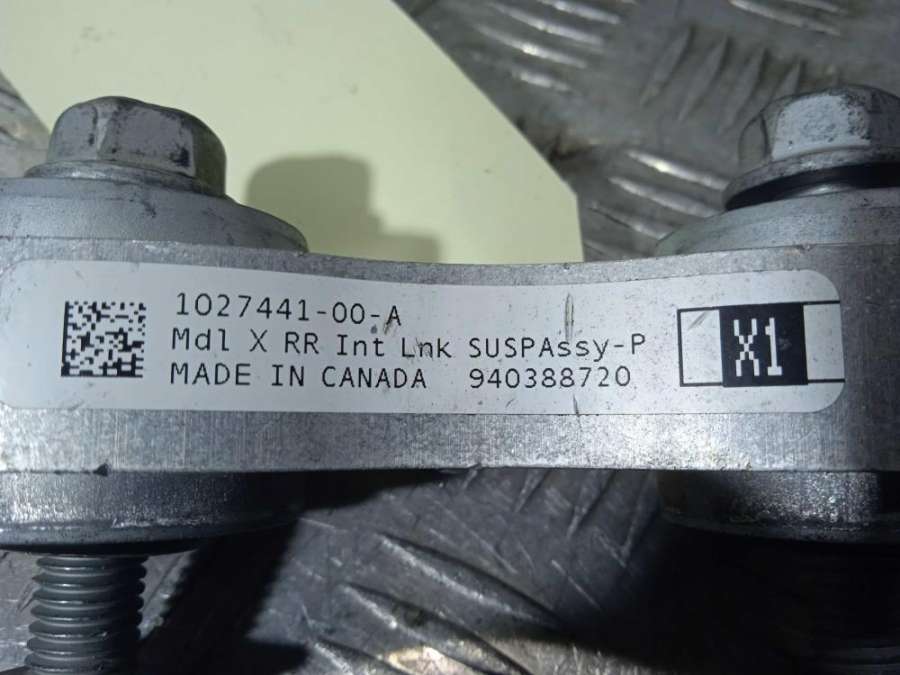 1027441-00-A
Mdl X RR Int Lnk SUSPAssy-P
MADE IN CANADA 940388720
X1